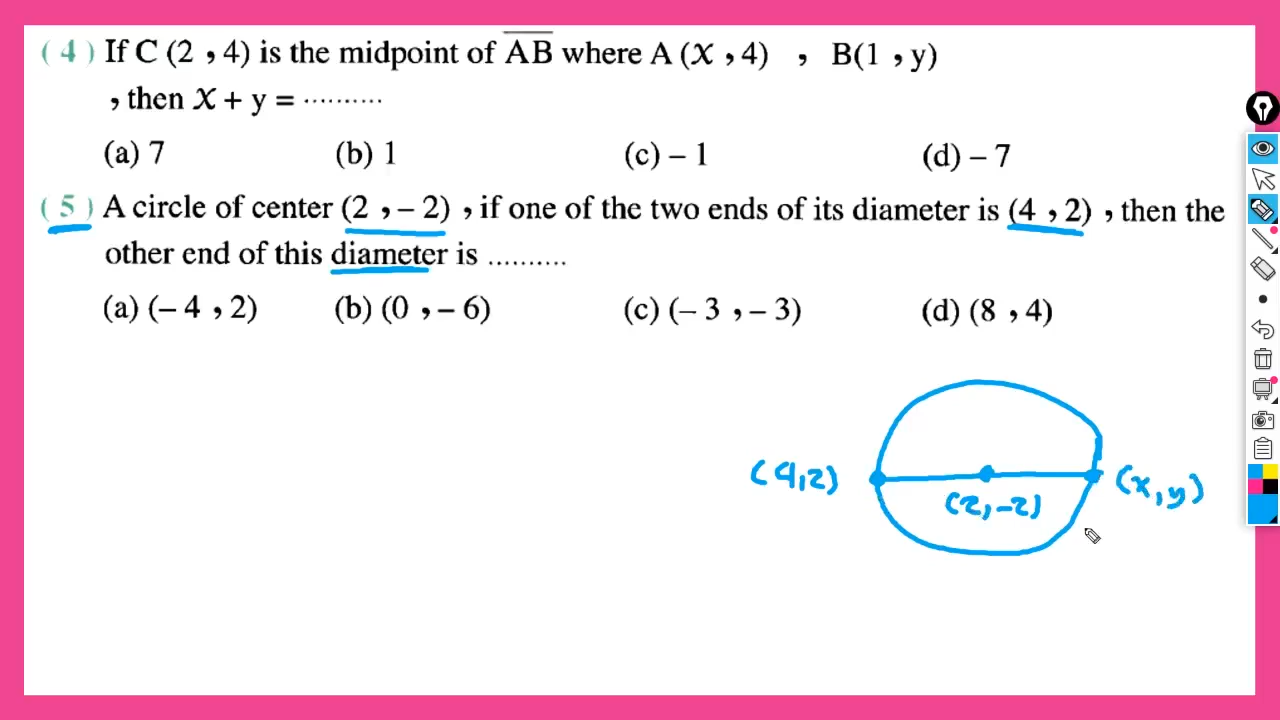 (4) If C (2 , 4) is the midpoint of AB where A (X , 4) , B(1 , y)
, then X + y = ..........
(a) 7 (b) 1 (c) – 1 (d) – 7
(5) A circle of center (2 , – 2) , if one of the two ends of its diameter is (4 , 2) , then the
other end of this diameter is ..........
(a) (– 4 , 2) (b) (0 , – 6) (c) (– 3 , – 3) (d) (8 , 4)
(4,2) (x,y)
(2,-2)